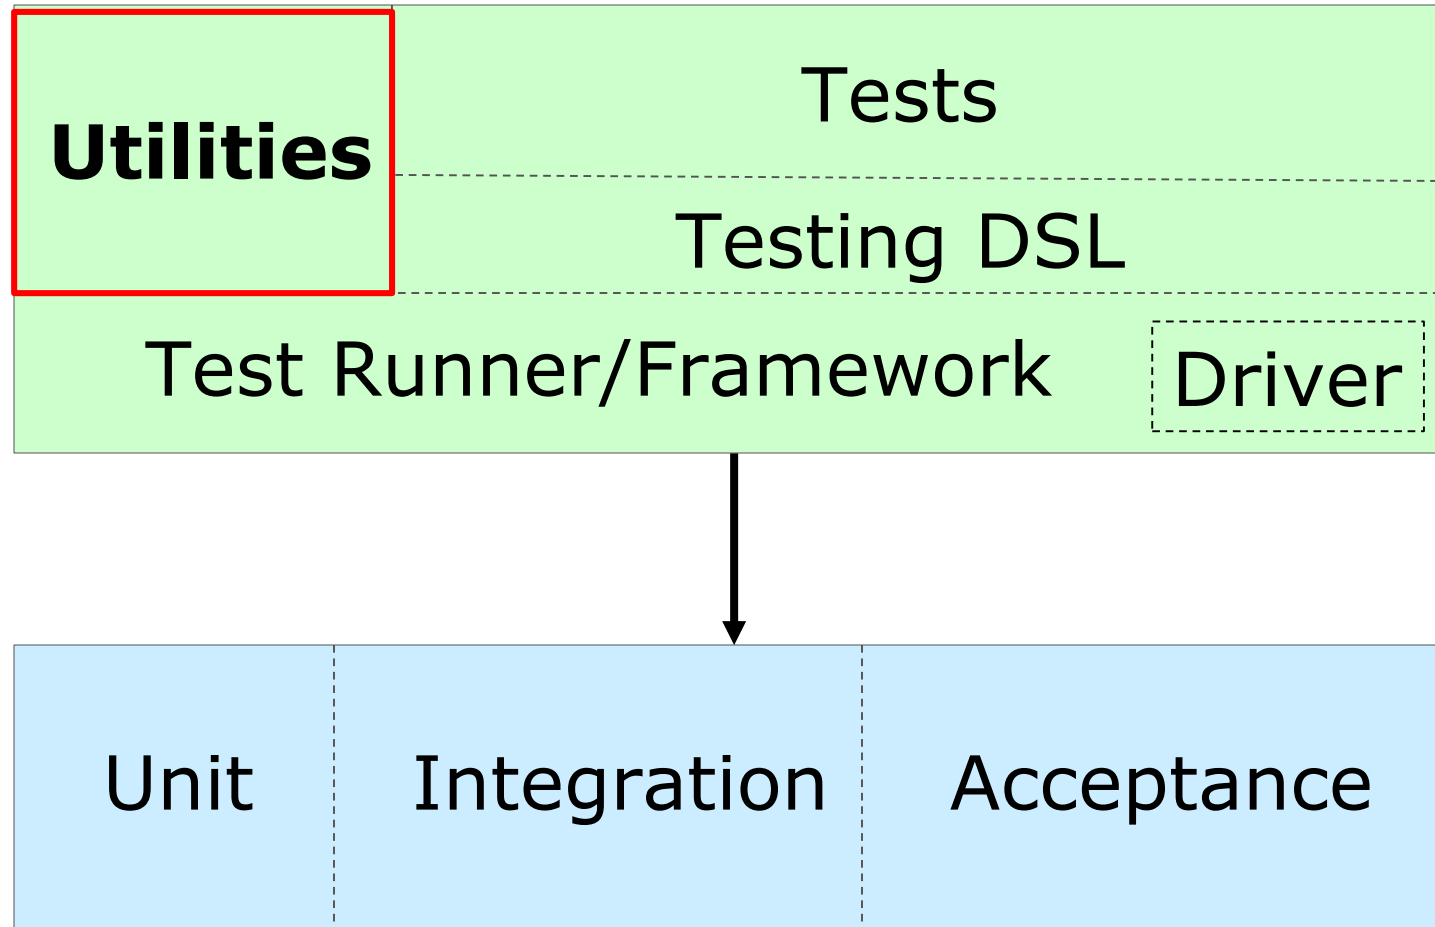 Utilities
Tests
Testing DSL
Test Runner/Framework
Driver
Unit
Integration
Acceptance